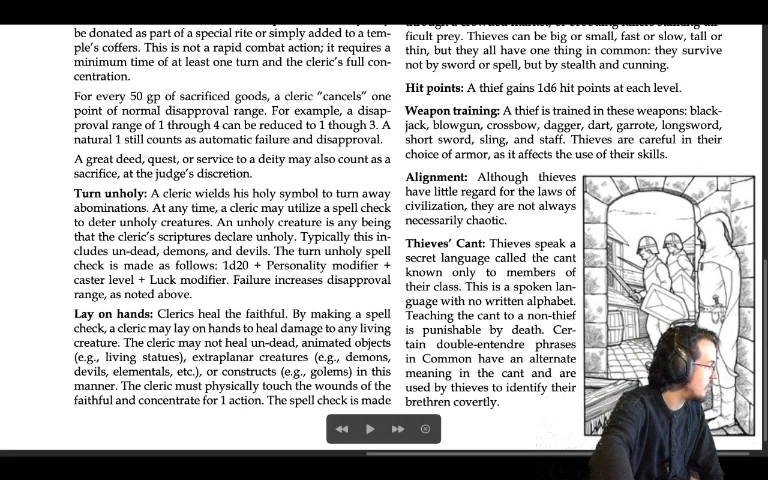 be donated as part of a special rite or simply added to a tem-
ple's coffers. This is not a rapid combat action; it requires a
minimum time of at least one turn and the cleric's full con-
centration.
For every 50 gp of sacrificed goods, a cleric "cancels" one
point of normal disapproval range. For example, a disap-
proval range of 1 through 4 can be reduced to 1 though 3. A
natural 1 still counts as automatic failure and disapproval.
A great deed, quest, or service to a deity may also count as a
sacrifice, at the judge's discretion.
Turn unholy: A cleric wields his holy symbol to turn away
abominations. At any time, a cleric may utilize a spell check
to deter unholy creatures. An unholy creature is any being
that the cleric's scriptures declare unholy. Typically this in-
cludes un-dead, demons, and devils. The turn unholy spell
check is made as follows: 1d20 + Personality modifier +
caster level + Luck modifier. Failure increases disapproval
range, as noted above.
Lay on hands: Clerics heal the faithful. By making a spell
check, a cleric may lay on hands to heal damage to any living
creature. The cleric may not heal un-dead, animated objects
(e.g., living statues), extraplanar creatures (e.g., demons,
devils, elementals, etc.), or constructs (e.g., golems) in this
manner. The cleric must physically touch the wounds of the
faithful and concentrate for 1 action. The spell check is made
ficult prey. Thieves can be big or small, fast or slow, tall or
thin, but they all have one thing in common: they survive
not by sword or spell, but by stealth and cunning.
Hit points: A thief gains 1d6 hit points at each level.
Weapon training: A thief is trained in these weapons: black-
jack, blowgun, crossbow, dagger, dart, garrote, longsword,
short sword, sling, and staff. Thieves are careful in their
choice of armor, as it affects the use of their skills.
Alignment: Although thieves
have little regard for the laws of
civilization, they are not always
necessarily chaotic.
Thieves' Cant: Thieves speak a
secret language called the cant
known only to members of
their class. This is a spoken lan-
guage with no written alphabet.
Teaching the cant to a non-thief
is punishable by death. Cer-
tain double-entendre phrases
in Common have an alternate
meaning in the cant and are
used by thieves to identify their
brethren covertly.